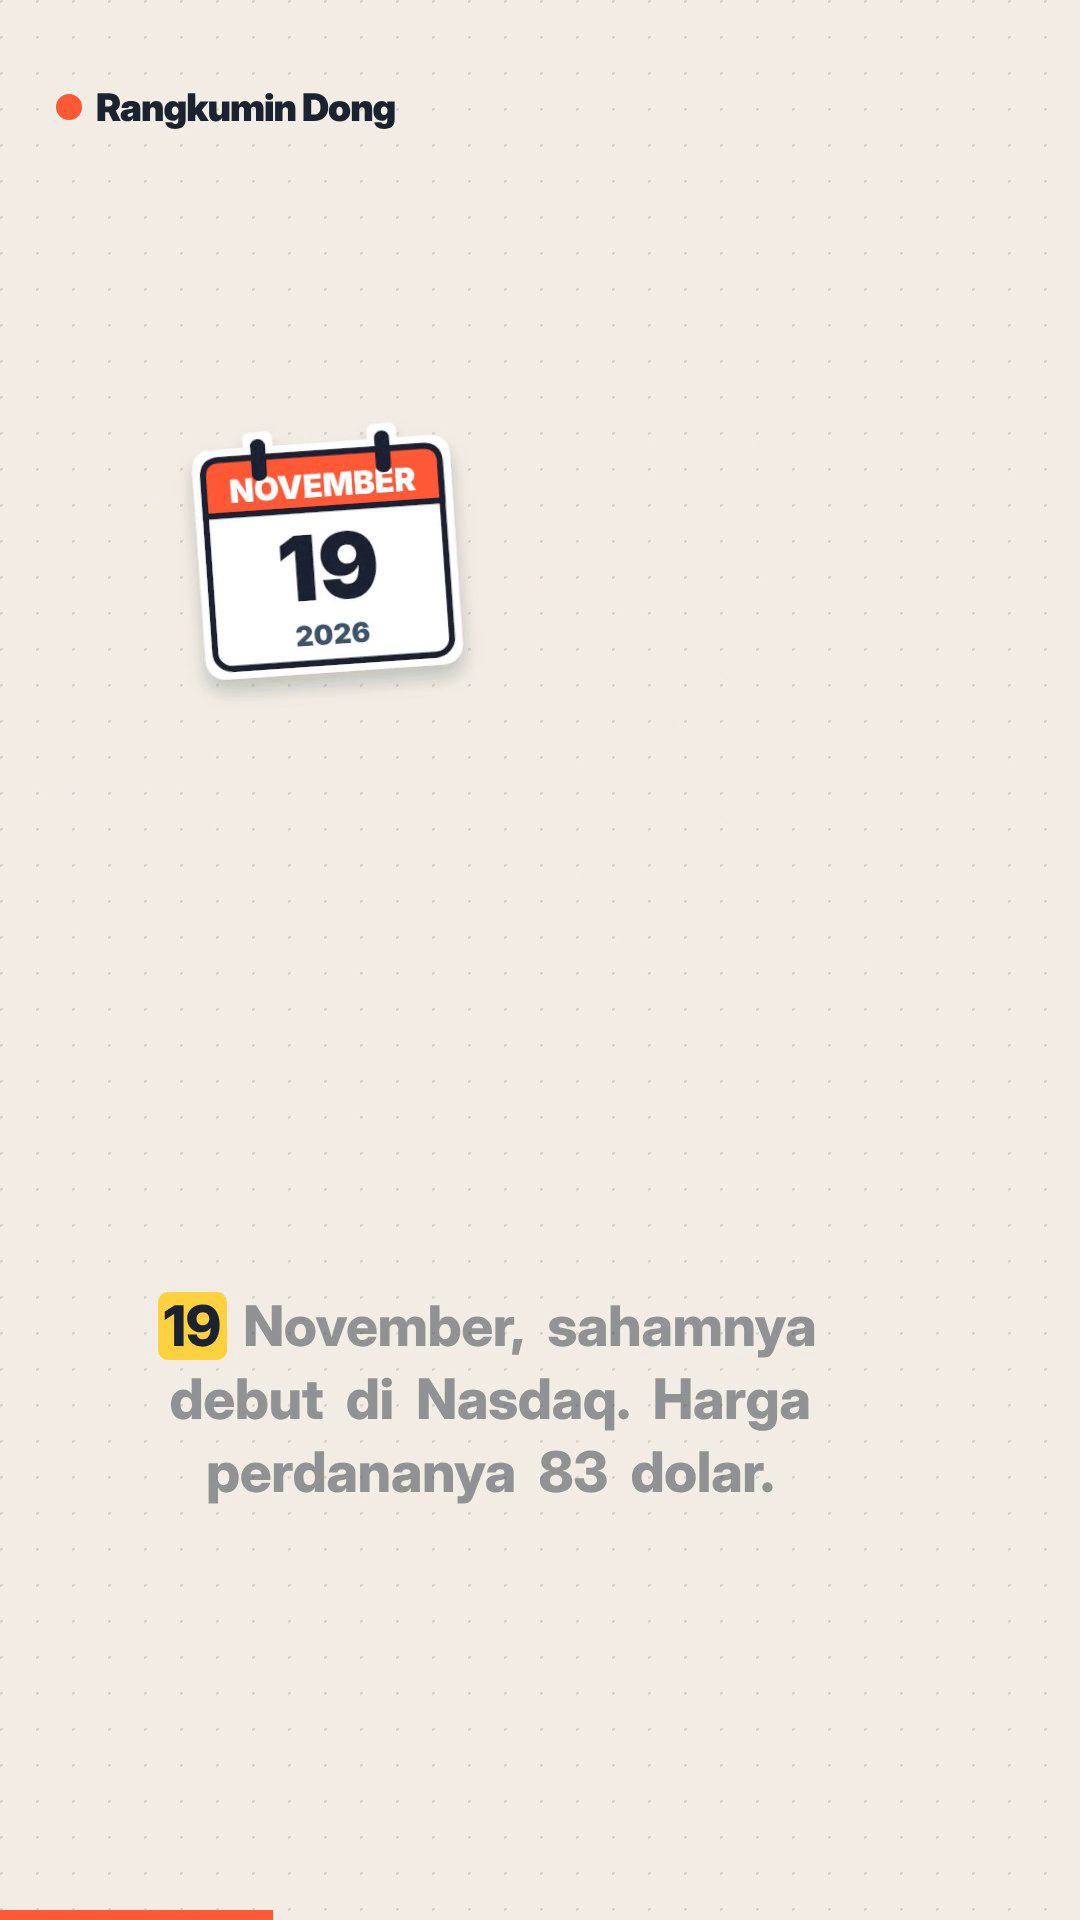 Rangkumin Dong
NOVEMBER
19
2026
19 November, sahamnya
debut di Nasdaq. Harga
perdananya 83 dolar.